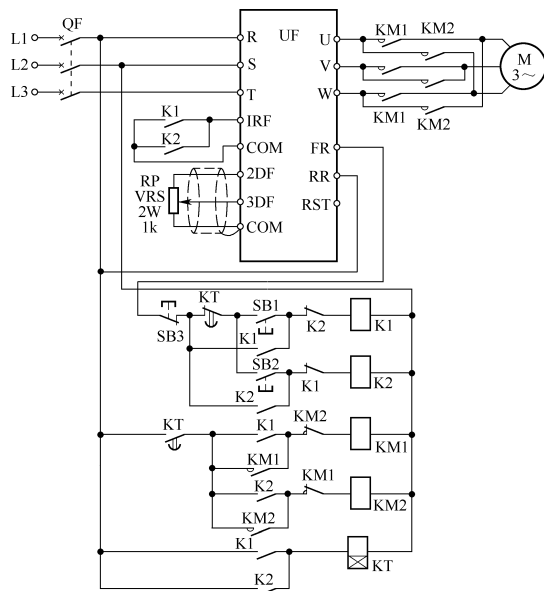 QF
L1
L2
L3
R
S
T
IRF
COM
2DF
3DF
COM
UF
U
V
W
FR
RR
RST
KM1
KM2
KM1
KM2
M
3～
K1
K2
RP
VRS
2W
1k
SB3
KT
SB1
K1
K2
K1
SB2
K2
K1
K2
KT
K1
KM2
KM1
KM1
K2
KM1
KM2
KM2
K1
K2
KT